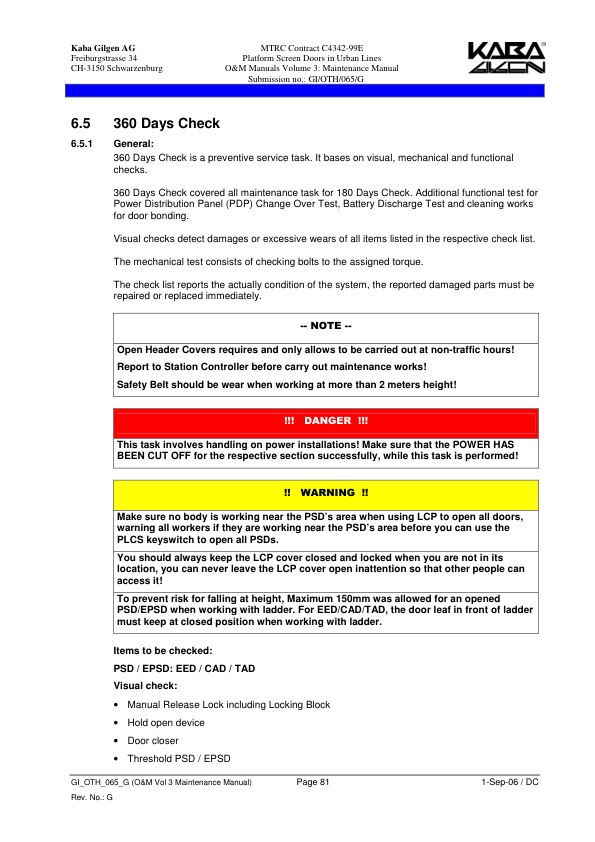 Kaba Gilgen AG
Freiburgstrasse 34
CH-3150 Schwarzenburg
MTRC Contract C4342-99E
Platform Screen Doors in Urban Lines
O&M Manuals Volume 3: Maintenance Manual
Submission no.: GI/OTH/065/G
KABA
GILGEN
6.5 360 Days Check
6.5.1 General:
360 Days Check is a preventive service task. It bases on visual, mechanical and functional
checks.
360 Days Check covered all maintenance task for 180 Days Check. Additional functional test for
Power Distribution Panel (PDP) Change Over Test, Battery Discharge Test and cleaning works
for door bonding.
Visual checks detect damages or excessive wears of all items listed in the respective check list.
The mechanical test consists of checking bolts to the assigned torque.
The check list reports the actually condition of the system, the reported damaged parts must be
repaired or replaced immediately.
-- NOTE --
Open Header Covers requires and only allows to be carried out at non-traffic hours!
Report to Station Controller before carry out maintenance works!
Safety Belt should be wear when working at more than 2 meters height!
!!! DANGER !!!
This task involves handling on power installations! Make sure that the POWER HAS
BEEN CUT OFF for the respective section successfully, while this task is performed!
!! WARNING !!
Make sure no body is working near the PSD's area when using LCP to open all doors,
warning all workers if they are working near the PSD's area before you can use the
PLCS keyswitch to open all PSDs.
You should always keep the LCP cover closed and locked when you are not in its
location, you can never leave the LCP cover open inattention so that other people can
access it!
To prevent risk for falling at height, Maximum 150mm was allowed for an opened
PSD/EPSD when working with ladder. For EED/CAD/TAD, the door leaf in front of ladder
must keep at closed position when working with ladder.
Items to be checked:
PSD / EPSD: EED / CAD / TAD
Visual check:
• Manual Release Lock including Locking Block
• Hold open device
• Door closer
• Threshold PSD / EPSD
GI_OTH_065_G (O&M Vol 3 Maintenance Manual) Page 81 1-Sep-06 / DC
Rev. No.: G